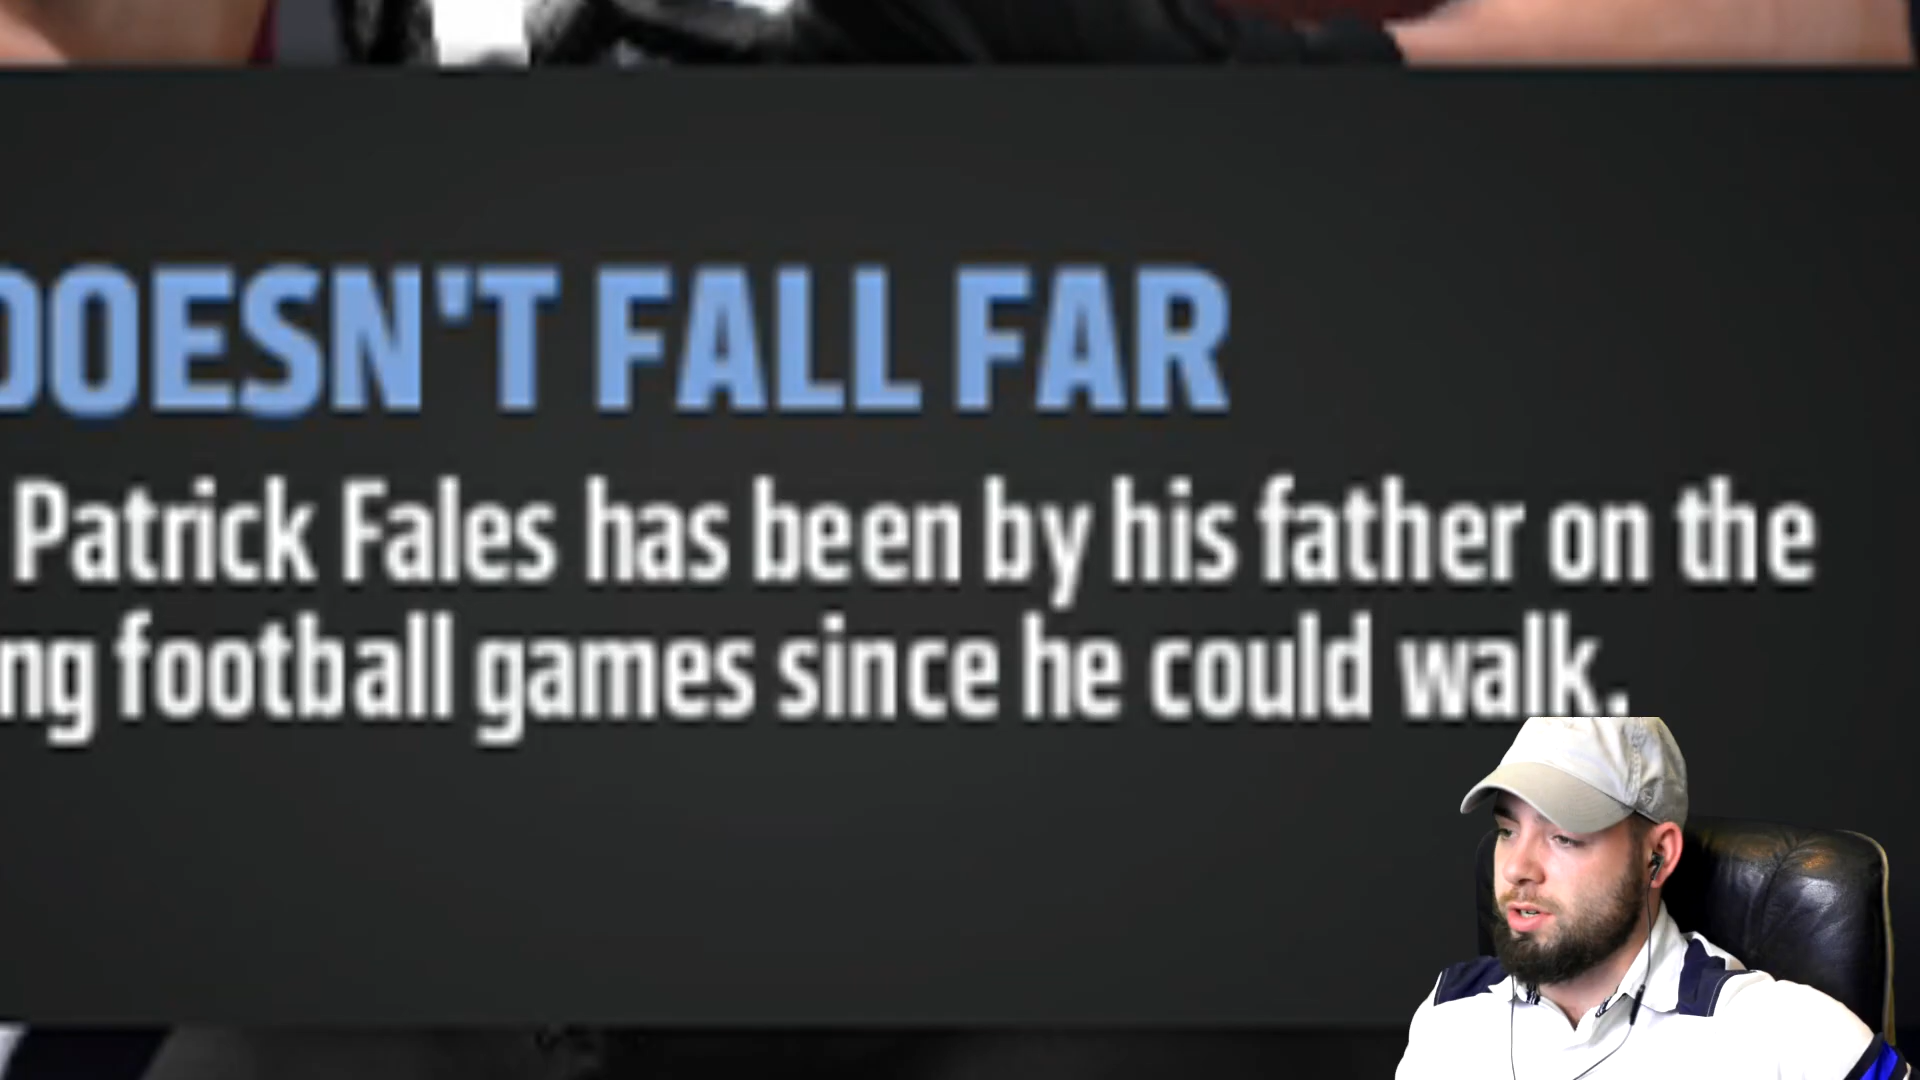 DOESN'T FALL FAR
Patrick Fales has been by his father on the
ng football games since he could walk.